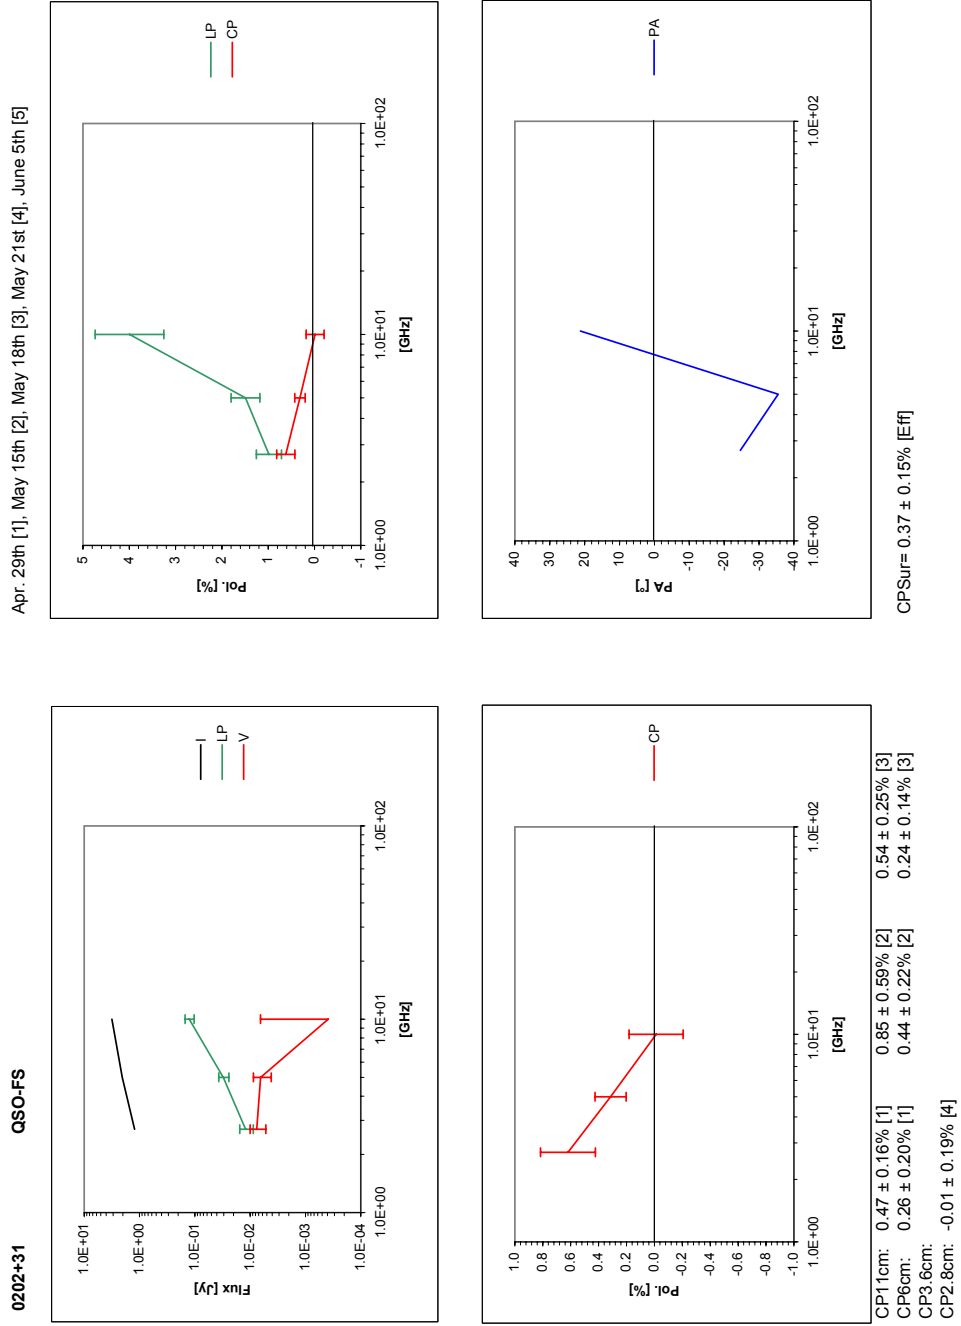 0202+31 QSO-FS Apr. 29th [1], May 15th [2], May 18th [3], May 21st [4], June 5th [5]
1.0E+01
1.0E+00
1.0E-01
1.0E-02
1.0E-03
1.0E-04
Flux [Jy]
1.0E+00 1.0E+01 1.0E+02
[GHz]
I
LP
V
5
4
3
2
1
0
-1
Pol. [%]
1.0E+00 1.0E+01 1.0E+02
[GHz]
LP
CP
1.0
0.8
0.6
0.4
0.2
0.0
-0.2
-0.4
-0.6
-0.8
-1.0
Pol. [%]
1.0E+00 1.0E+01 1.0E+02
[GHz]
CP
40
30
20
10
0
-10
-20
-30
-40
PA [°]
1.0E+00 1.0E+01 1.0E+02
[GHz]
PA
CP11cm: 0.47 ± 0.16% [1] 0.85 ± 0.59% [2] 0.54 ± 0.25% [3]
CP6cm: 0.26 ± 0.20% [1] 0.44 ± 0.22% [2] 0.24 ± 0.14% [3]
CP3.6cm:
CP2.8cm: -0.01 ± 0.19% [4]
CPSur= 0.37 ± 0.15% [Eff]